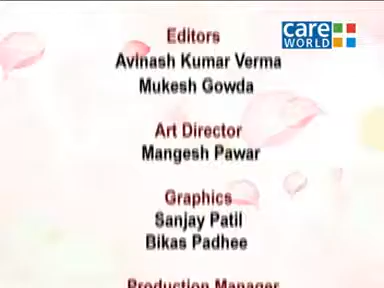 care
WORLD
Editors
Avinash Kumar Verma
Mukesh Gowda
Art Director
Mangesh Pawar
Graphics
Sanjay Patil
Bikas Padhee
Production Manager